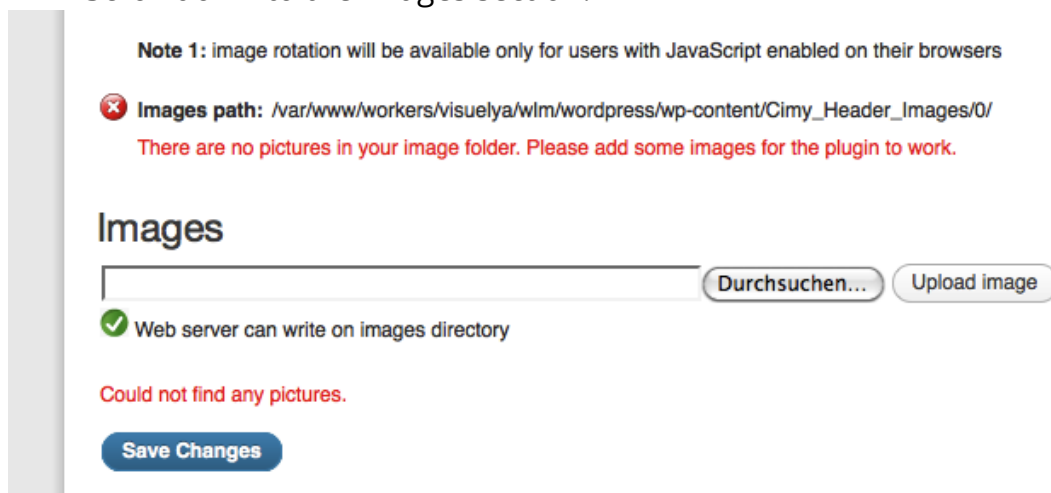 Note 1: image rotation will be available only for users with JavaScript enabled on their browsers
Images path: /var/www/workers/visuelya/wlm/wordpress/wp-content/Cimy_Header_Images/0/
There are no pictures in your image folder. Please add some images for the plugin to work.
Images
Durchsuchen... Upload image
Web server can write on images directory
Could not find any pictures.
Save Changes